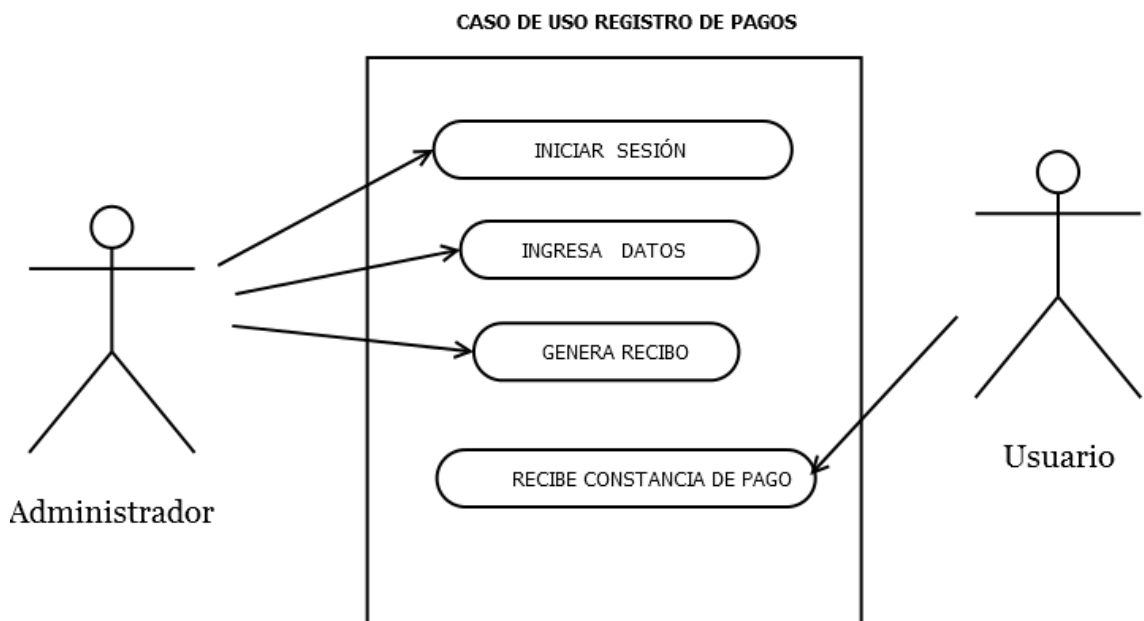 CASO DE USO REGISTRO DE PAGOS
INICIAR SESIÓN
INGRESA DATOS
GENERA RECIBO
RECIBE CONSTANCIA DE PAGO
Usuario
Administrador